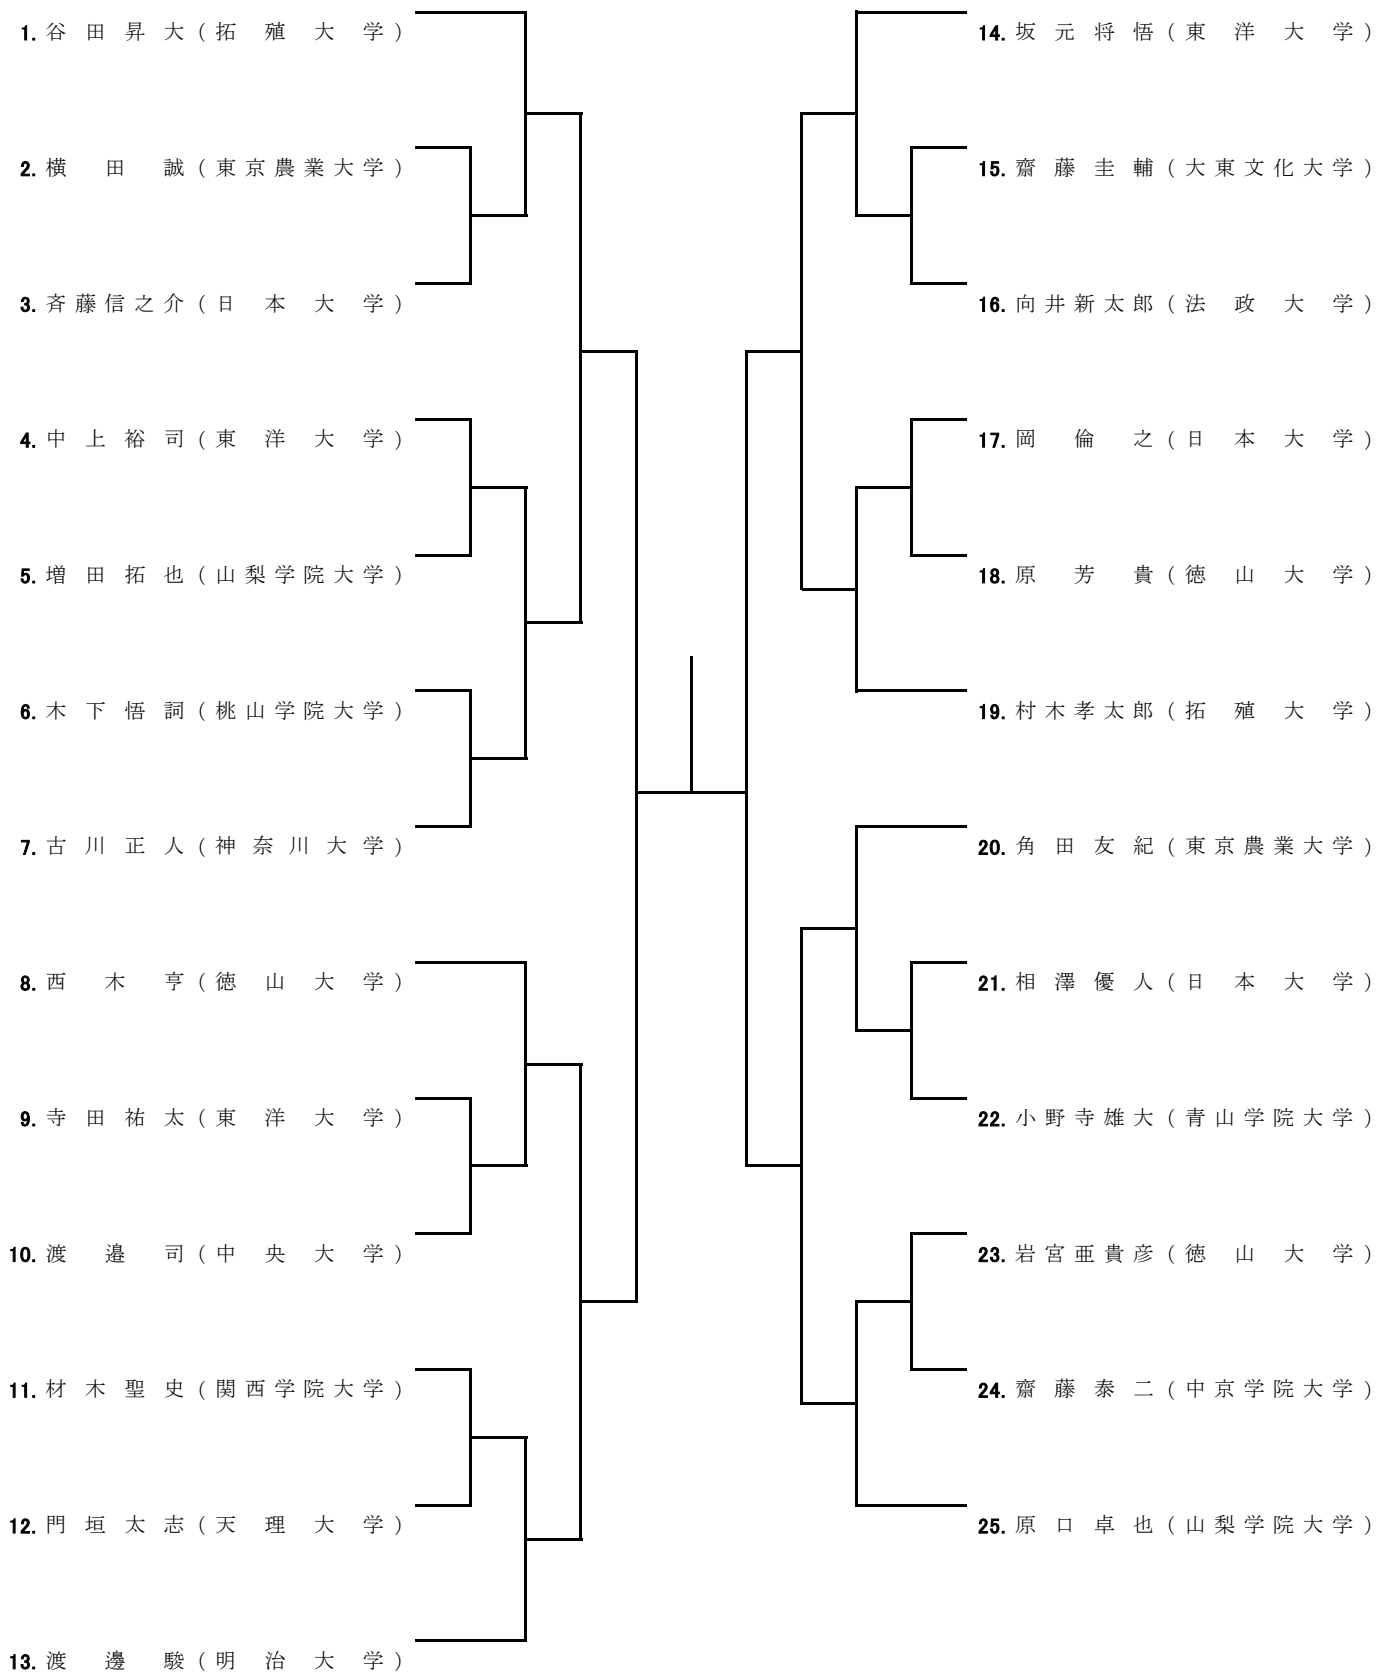 1. 谷田昇大(拓殖大学)
2. 横田誠(東京農業大学)
3. 斉藤信之介(日本大学)
4. 中上裕司(東洋大学)
5. 増田拓也(山梨学院大学)
6. 木下悟詞(桃山学院大学)
7. 古川正人(神奈川大学)
8. 西木亨(徳山大学)
9. 寺田祐太(東洋大学)
10. 渡邉司(中央大学)
11. 材木聖史(関西学院大学)
12. 門垣太志(天理大学)
13. 渡邊駿(明治大学)
14. 坂元将悟(東洋大学)
15. 齋藤圭輔(大東文化大学)
16. 向井新太郎(法政大学)
17. 岡倫之(日本大学)
18. 原芳貴(徳山大学)
19. 村木孝太郎(拓殖大学)
20. 角田友紀(東京農業大学)
21. 相澤優人(日本大学)
22. 小野寺雄大(青山学院大学)
23. 岩宮亜貴彦(徳山大学)
24. 齋藤泰二(中京学院大学)
25. 原口卓也(山梨学院大学)